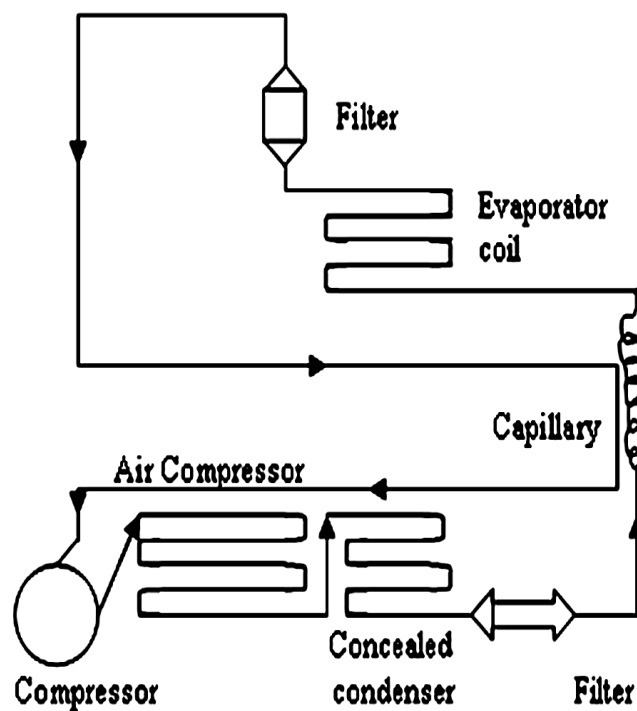 Filter
Evaporator
coil
Capillary
Air Compressor
Concealed
condenser
Compressor
Filter